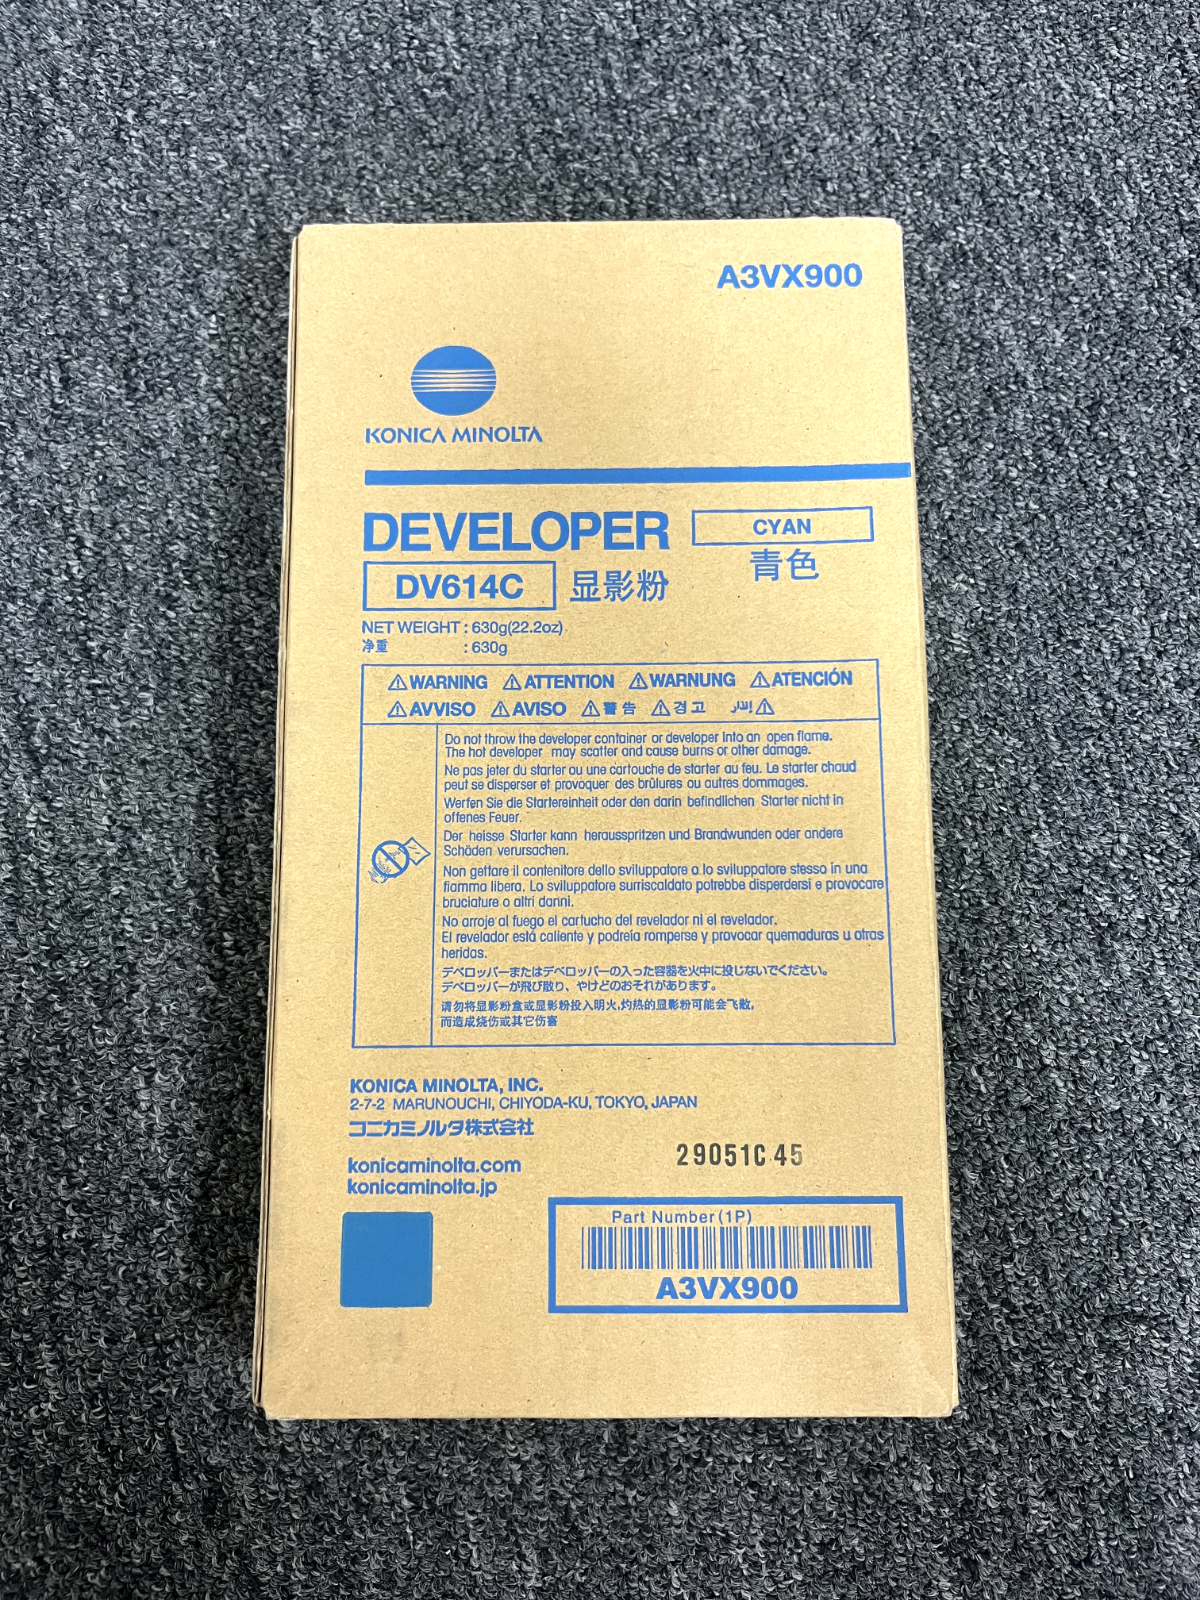 A3VX900
KONICA MINOLTA
DEVELOPER
CYAN
青色
DV614C
显影粉
NET WEIGHT : 630g(22.2oz)
净重 : 630g
⚠WARNING ⚠ATTENTION ⚠WARNUNG ⚠ATENCIÓN
⚠AVVISO ⚠AVISO ⚠警告 ⚠경고 إنذار⚠
Do not throw the developer container or developer into an open flame.
The hot developer may scatter and cause burns or other damage.
Ne pas jeter du starter ou une cartouche de starter au feu. Le starter chaud
peut se disperser et provoquer des brûlures ou autres dommages.
Werfen Sie die Startereinheit oder den darin befindlichen Starter nicht in
offenes Feuer.
Der heisse Starter kann herausspritzen und Brandwunden oder andere
Schäden verursachen.
Non gettare il contenitore dello sviluppatore o lo sviluppatore stesso in una
fiamma libera. Lo sviluppatore surriscaldato potrebbe disperdersi e provocare
bruciature o altri danni.
No arroje al fuego el cartucho del revelador ni el revelador.
El revelador está caliente y podreía romperse y provocar quemaduras u otras
heridas.
デベロッパーまたはデベロッパーの入った容器を火中に投じないでください。
デベロッパーが飛び散り、やけどのおそれがあります。
请勿将显影粉盒或显影粉投入明火,灼热的显影粉可能会飞散,
而造成烧伤或其它伤害
KONICA MINOLTA, INC.
2-7-2 MARUNOUCHI, CHIYODA-KU, TOKYO, JAPAN
コニカミノルタ株式会社
29051C 45
konicaminolta.com
konicaminolta.jp
Part Number (1P)
A3VX900